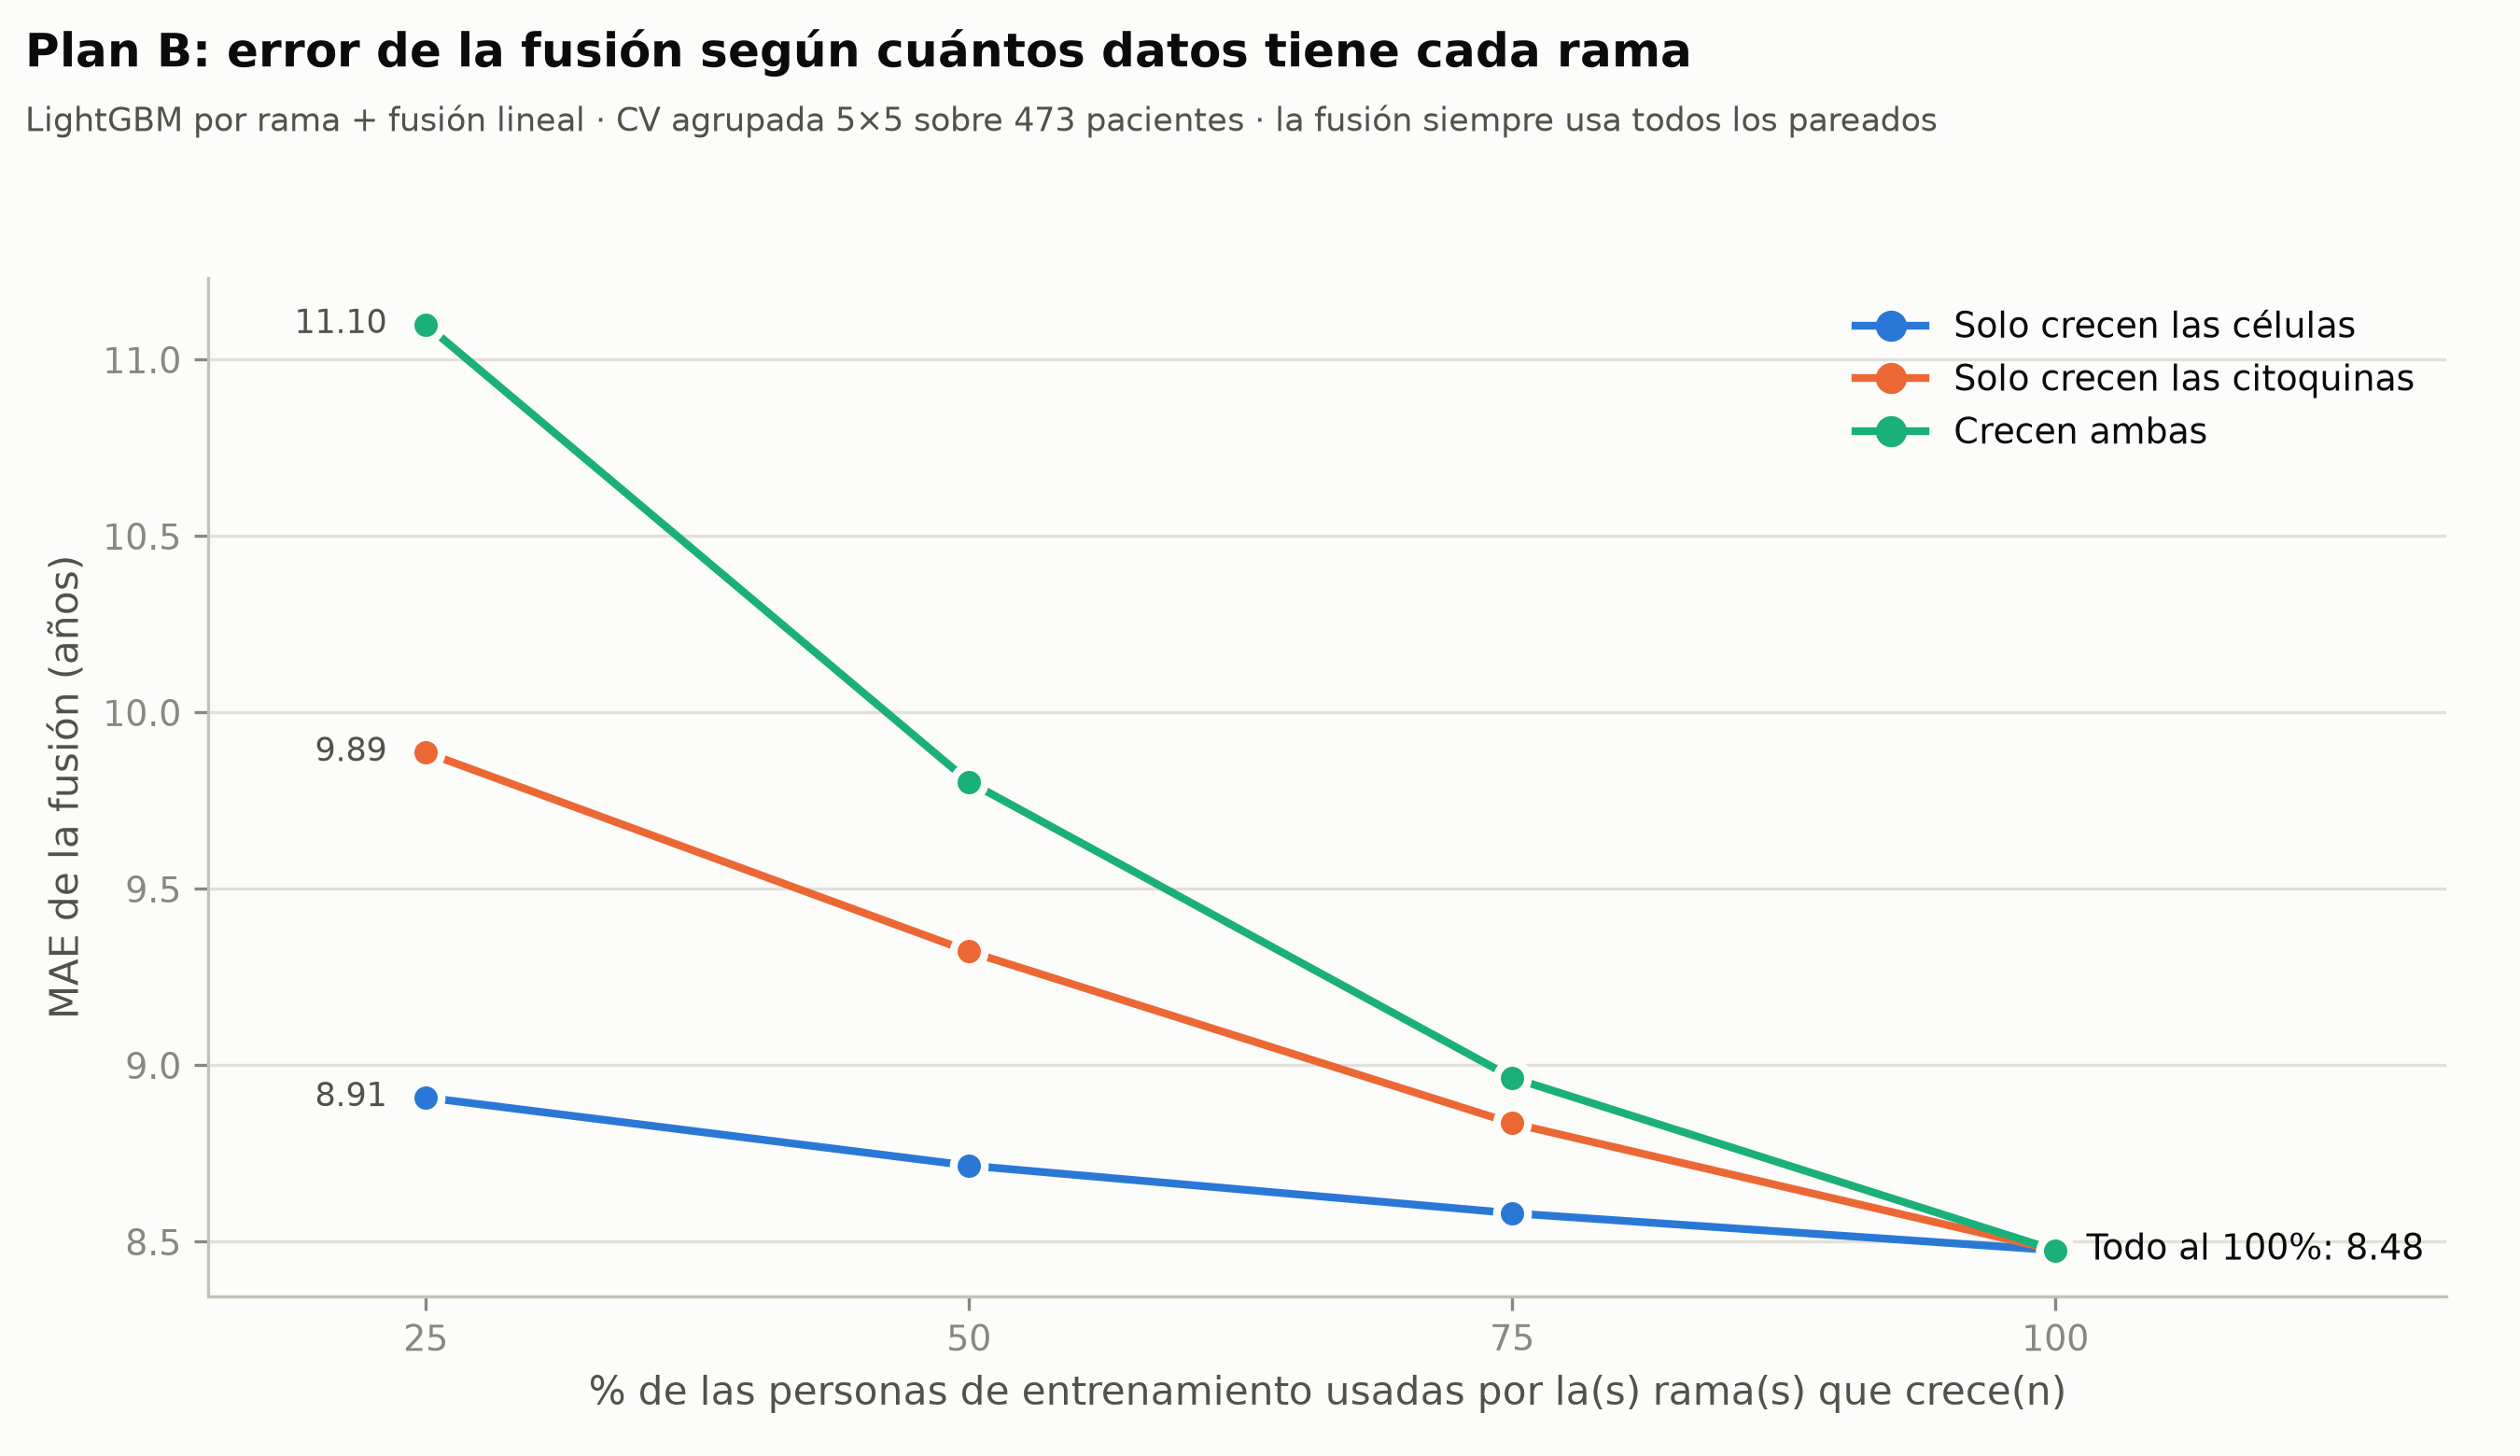 Plan B: error de la fusión según cuántos datos tiene cada rama
LightGBM por rama + fusión lineal · CV agrupada 5×5 sobre 473 pacientes · la fusión siempre usa todos los pareados
Solo crecen las células
Solo crecen las citoquinas
Crecen ambas
MAE de la fusión (años)
11.0
10.5
10.0
9.5
9.0
8.5
11.10
9.89
8.91
Todo al 100%: 8.48
25 50 75 100
% de las personas de entrenamiento usadas por la(s) rama(s) que crece(n)